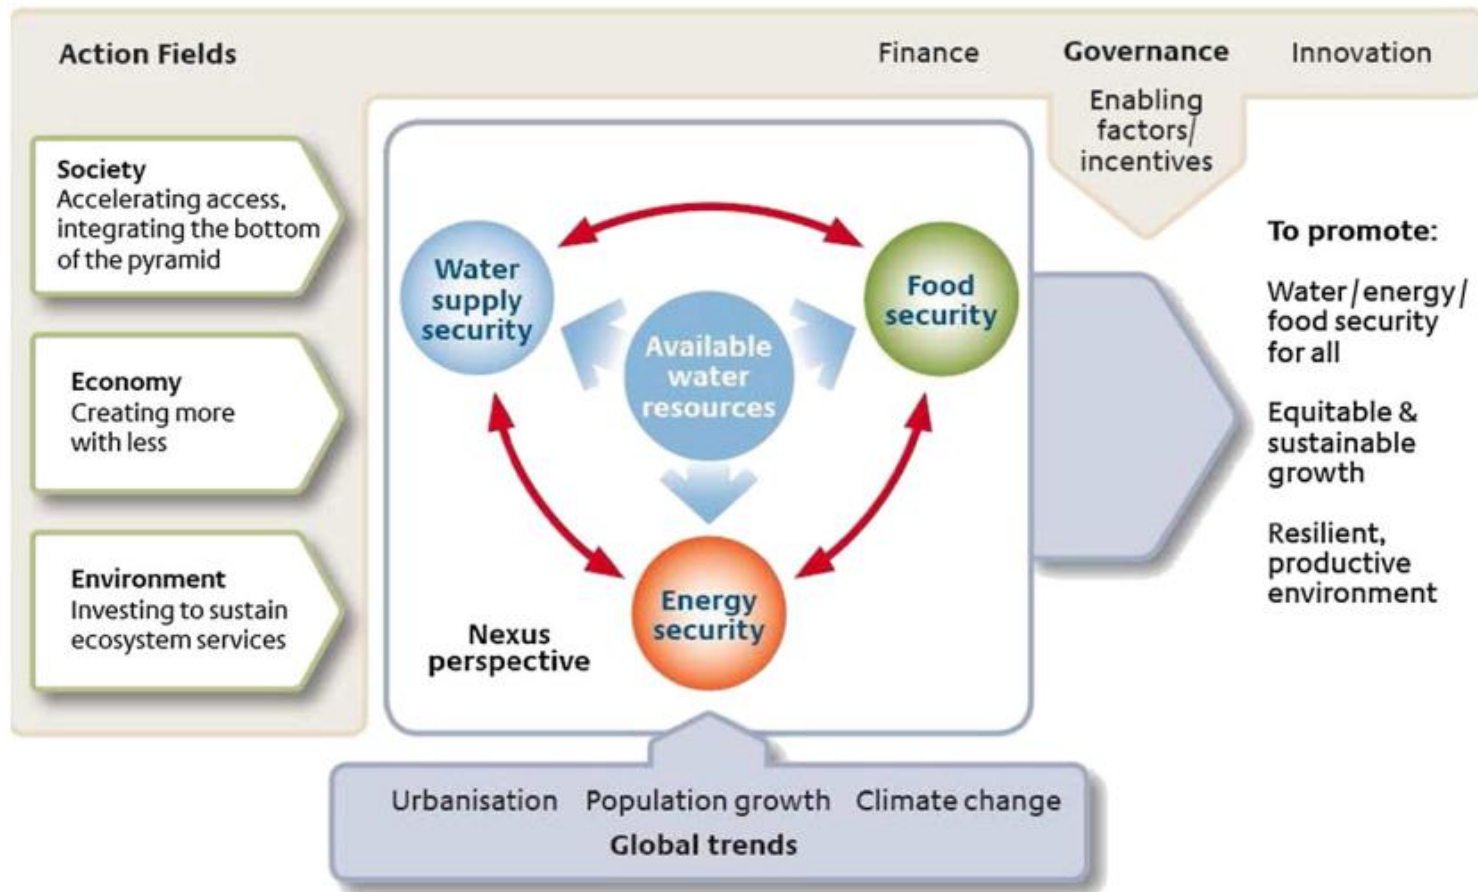 Action Fields
Finance
Governance
Innovation
Enabling
factors/
incentives
Society
Accelerating access,
integrating the bottom
of the pyramid
Economy
Creating more
with less
Environment
Investing to sustain
ecosystem services
Water
supply
security
Food
security
Available
water
resources
Energy
security
Nexus
perspective
To promote:
Water/energy/
food security
for all
Equitable &
sustainable
growth
Resilient,
productive
environment
Urbanisation Population growth Climate change
Global trends